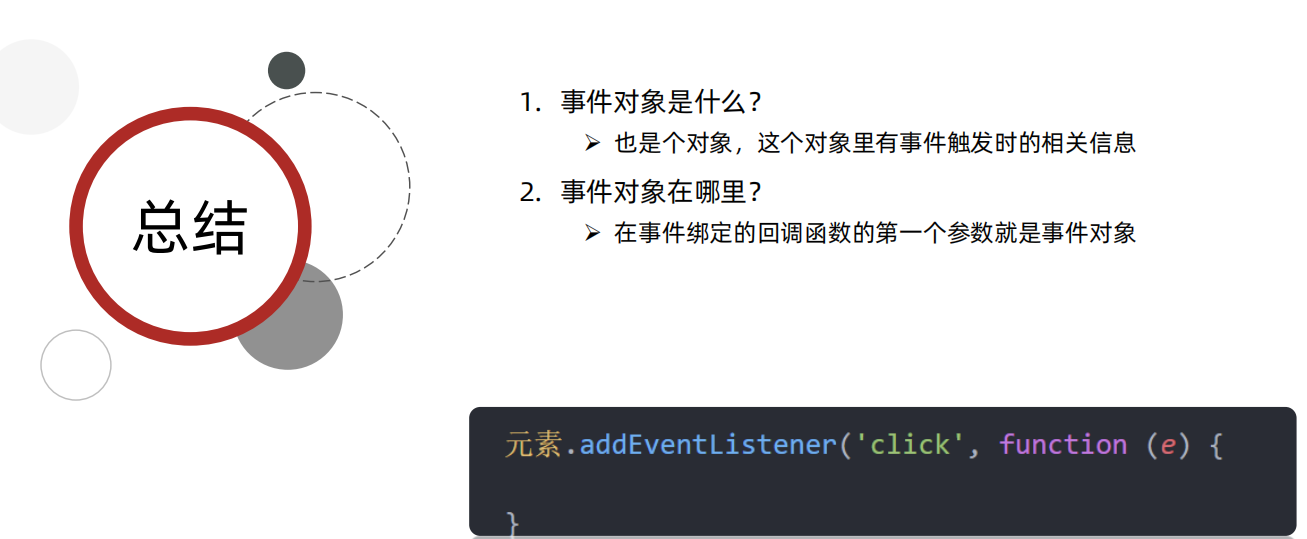 总结
1. 事件对象是什么？
➢ 也是个对象，这个对象里有事件触发时的相关信息
2. 事件对象在哪里？
➢ 在事件绑定的回调函数的第一个参数就是事件对象
元素.addEventListener('click', function (e) {
}